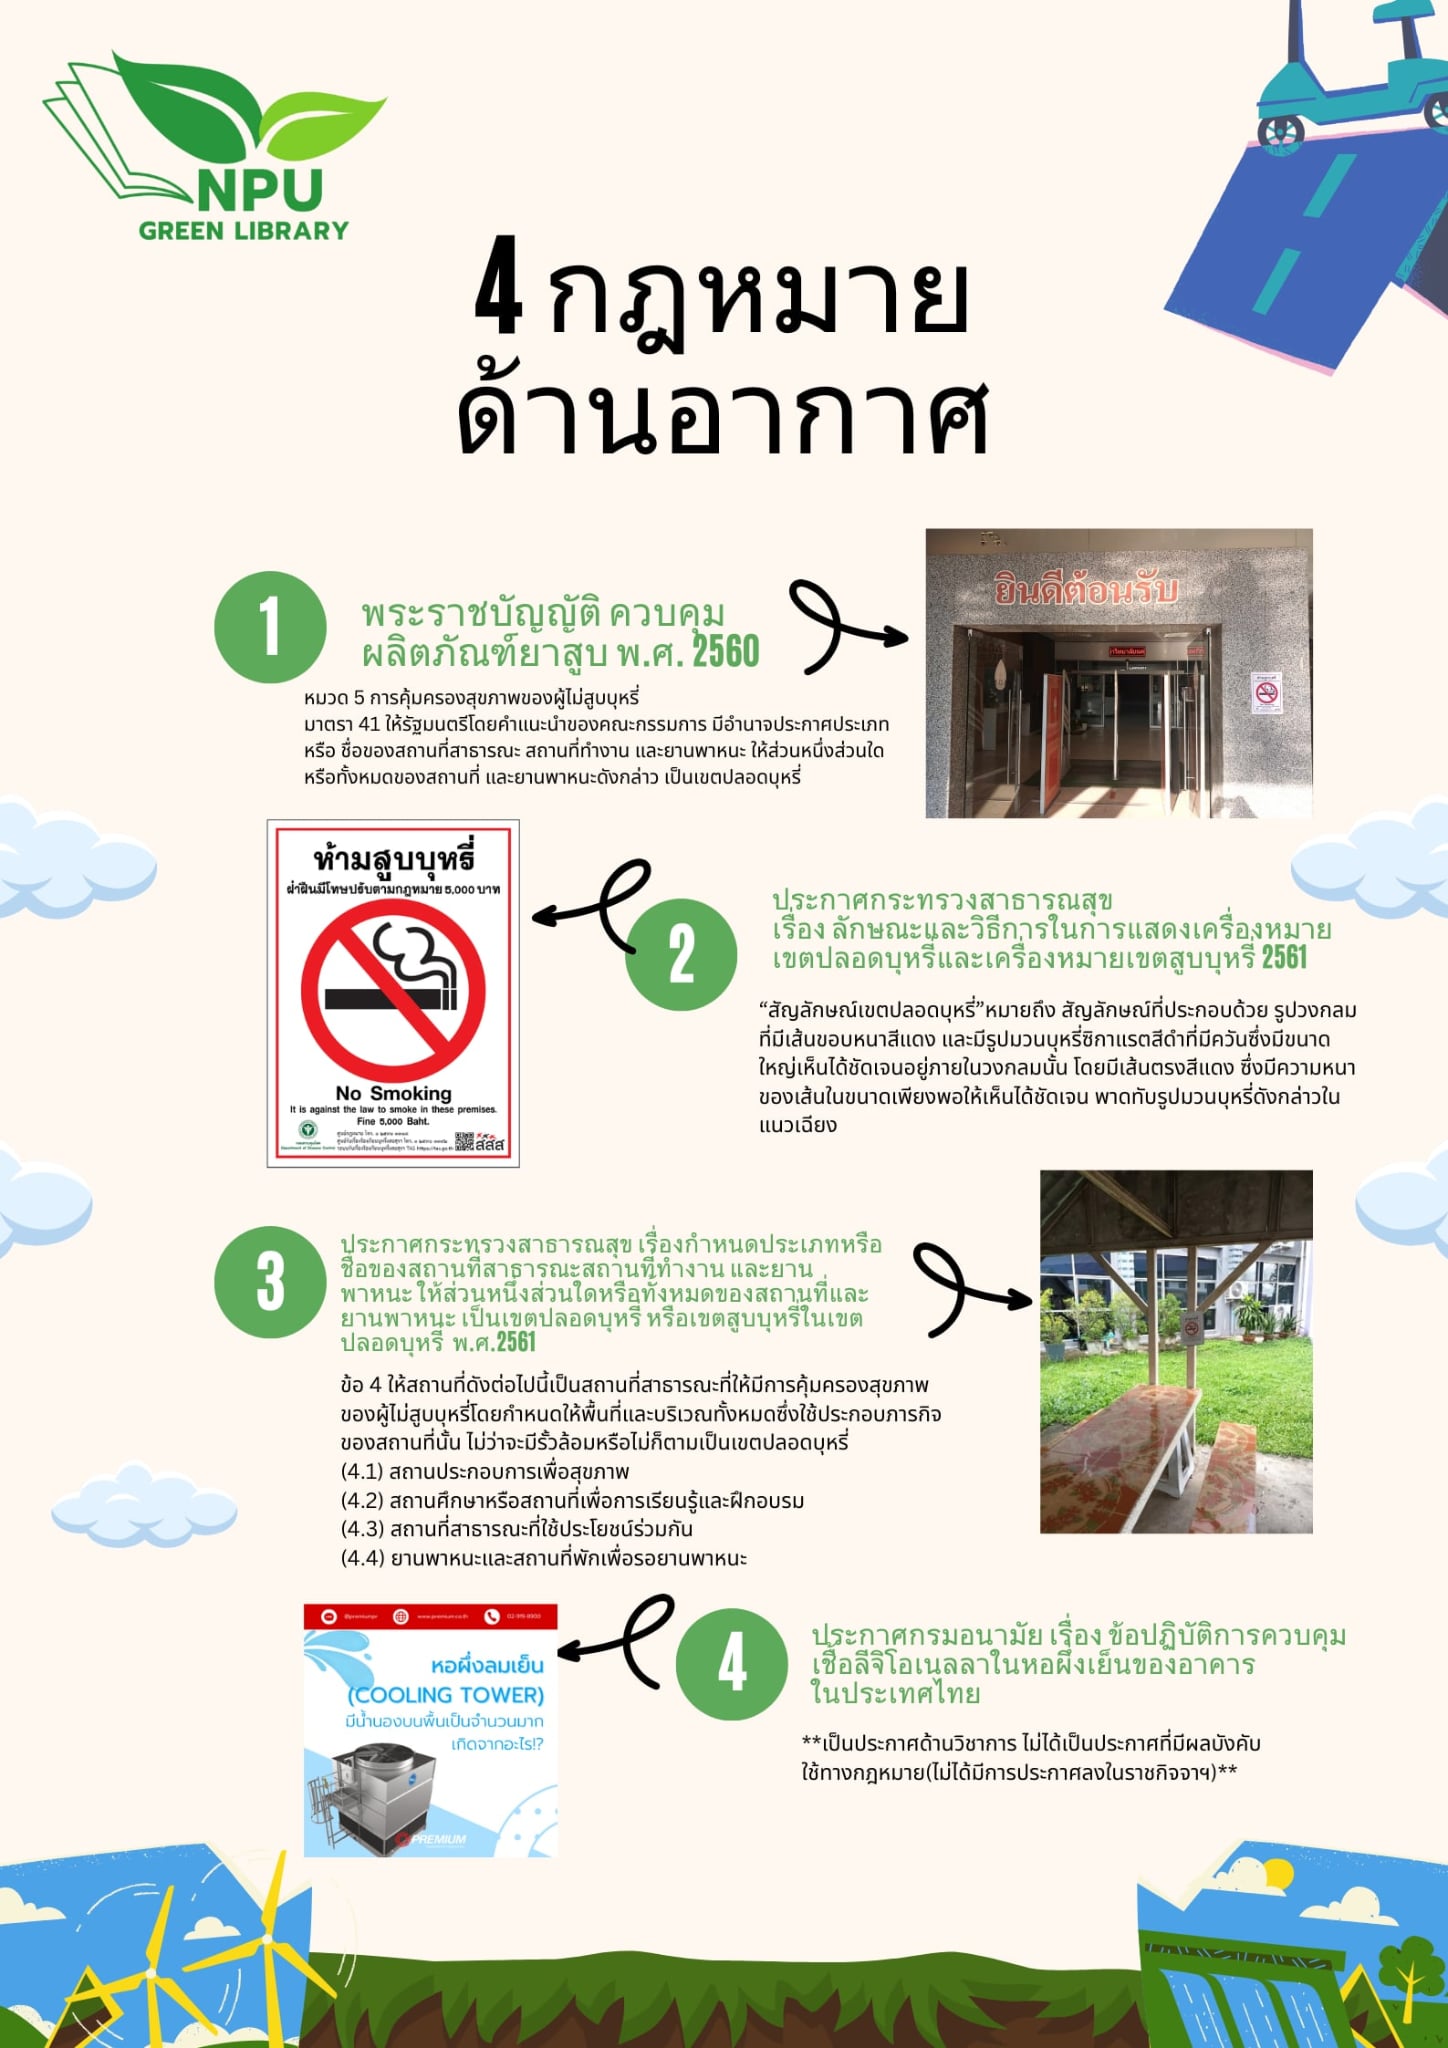 NPU
GREEN LIBRARY
4 กฎหมาย
ด้านอากาศ
1
พระราชบัญญัติ ควบคุม
ผลิตภัณฑ์ยาสูบ พ.ศ. 2560
หมวด 5 การคุ้มครองสุขภาพของผู้ไม่สูบบุหรี่
มาตรา 41 ให้รัฐมนตรีโดยคำแนะนำของคณะกรรมการ มีอำนาจประกาศประเภท
หรือ ชื่อของสถานที่สาธารณะ สถานที่ทำงาน และยานพาหนะ ให้ส่วนหนึ่งส่วนใด
หรือทั้งหมดของสถานที่ และยานพาหนะดังกล่าว เป็นเขตปลอดบุหรี่
ยินดีต้อนรับ
ห้ามสูบบุหรี่
ฝ่าฝืนมีโทษปรับตามกฎหมาย 5,000 บาท
No Smoking
It is against the law to smoke in these premises.
Fine 5,000 Baht.
สสส
2
ประกาศกระทรวงสาธารณสุข
เรื่อง ลักษณะและวิธีการในการแสดงเครื่องหมาย
เขตปลอดบุหรี่และเครื่องหมายเขตสูบบุหรี่ 2561
“สัญลักษณ์เขตปลอดบุหรี่”หมายถึง สัญลักษณ์ที่ประกอบด้วย รูปวงกลม
ที่มีเส้นขอบหนาสีแดง และมีรูปมวนบุหรี่ซิกาแรตสีดำที่มีควันซึ่งมีขนาด
ใหญ่เห็นได้ชัดเจนอยู่ภายในวงกลมนั้น โดยมีเส้นตรงสีแดง ซึ่งมีความหนา
ของเส้นในขนาดเพียงพอให้เห็นได้ชัดเจน พาดทับรูปมวนบุหรี่ดังกล่าวใน
แนวเฉียง
3
ประกาศกระทรวงสาธารณสุข เรื่องกำหนดประเภทหรือ
ชื่อของสถานที่สาธารณะสถานที่ทำงาน และยาน
พาหนะ ให้ส่วนหนึ่งส่วนใดหรือทั้งหมดของสถานที่และ
ยานพาหนะ เป็นเขตปลอดบุหรี่ หรือเขตสูบบุหรี่ในเขต
ปลอดบุหรี่ พ.ศ.2561
ข้อ 4 ให้สถานที่ดังต่อไปนี้เป็นสถานที่สาธารณะที่ให้มีการคุ้มครองสุขภาพ
ของผู้ไม่สูบบุหรี่โดยกำหนดให้พื้นที่และบริเวณทั้งหมดซึ่งใช้ประกอบภารกิจ
ของสถานที่นั้น ไม่ว่าจะมีรั้วล้อมหรือไม่ก็ตามเป็นเขตปลอดบุหรี่
(4.1) สถานประกอบการเพื่อสุขภาพ
(4.2) สถานศึกษาหรือสถานที่เพื่อการเรียนรู้และฝึกอบรม
(4.3) สถานที่สาธารณะที่ใช้ประโยชน์ร่วมกัน
(4.4) ยานพาหนะและสถานที่พักเพื่อรอยานพาหนะ
@premiumpr www.premium.co.th 02-919-8900
หอผึ่งลมเย็น
(COOLING TOWER)
มีน้ำนองบนพื้นเป็นจำนวนมาก
เกิดจากอะไร!?
PREMIUM
4
ประกาศกรมอนามัย เรื่อง ข้อปฏิบัติการควบคุม
เชื้อลีจิโอเนลลาในหอผึ่งเย็นของอาคาร
ในประเทศไทย
**เป็นประกาศด้านวิชาการ ไม่ได้เป็นประกาศที่มีผลบังคับ
ใช้ทางกฎหมาย(ไม่ได้มีการประกาศลงในราชกิจจาฯ)**